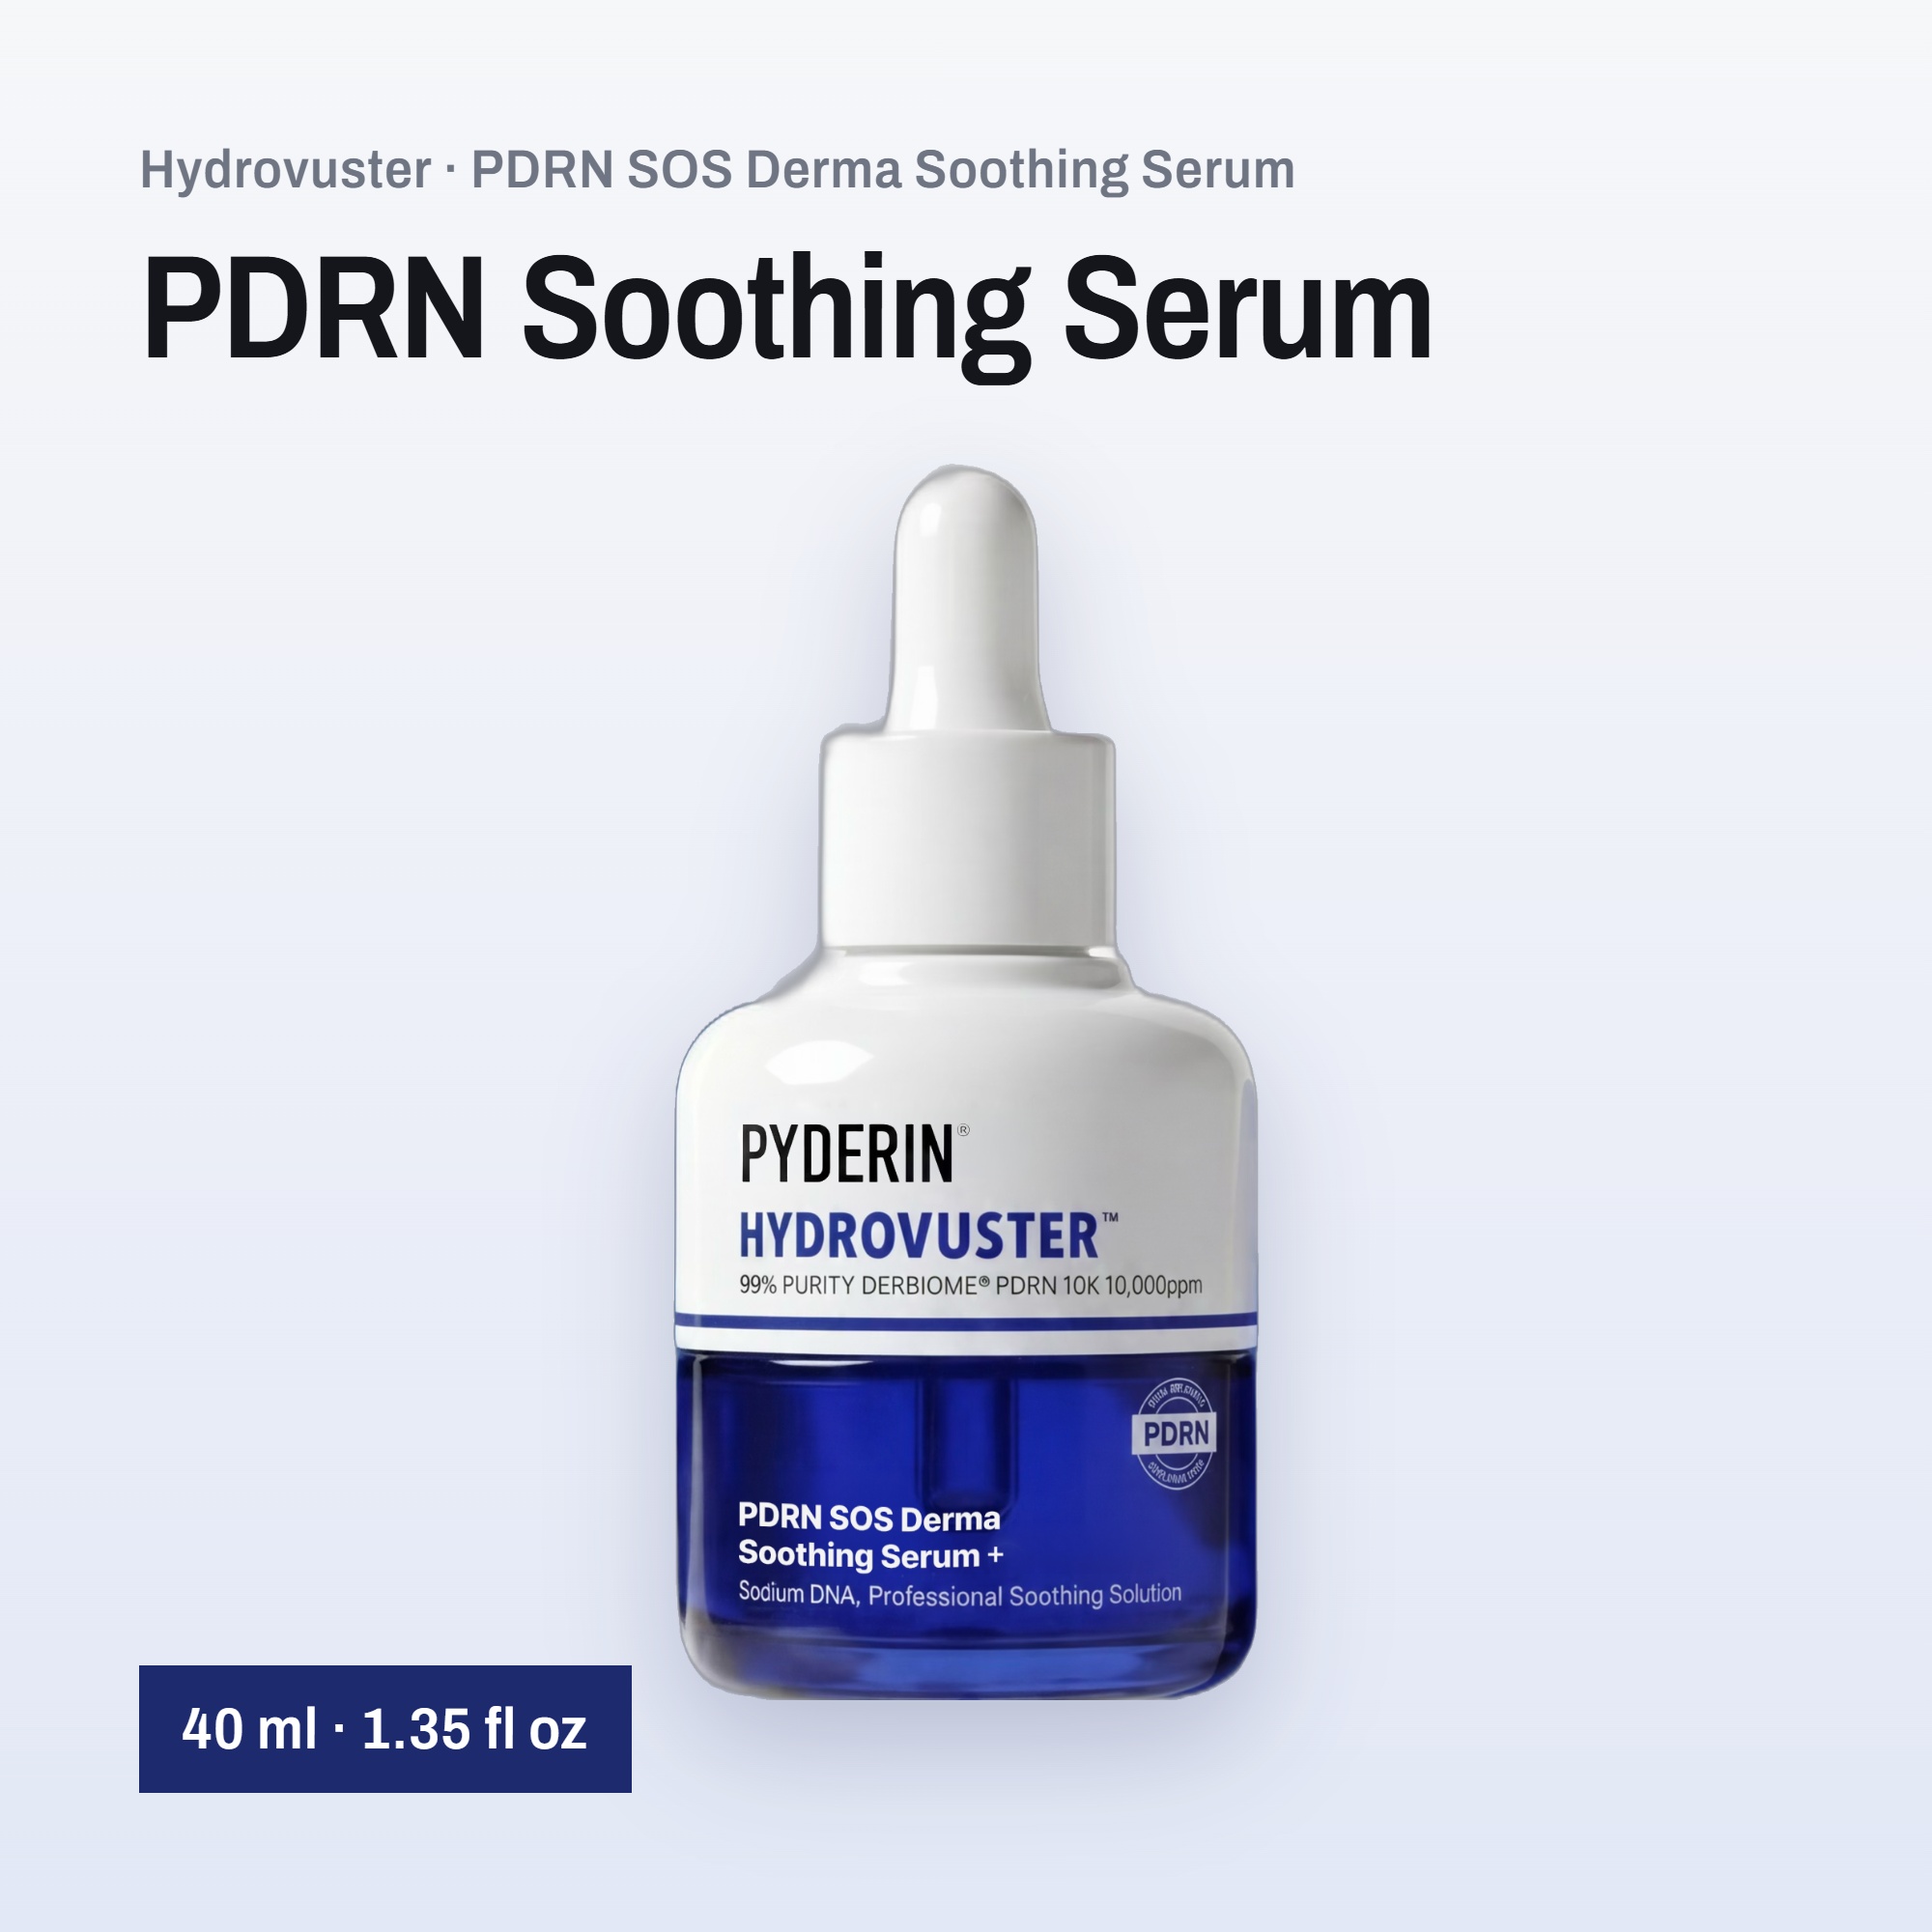 Hydrovuster · PDRN SOS Derma Soothing Serum
PDRN Soothing Serum
PYDERIN®
HYDROVUSTER™
99% PURITY DERBIOME® PDRN 10K 10,000ppm
PDRN
PDRN SOS Derma
Soothing Serum +
Sodium DNA, Professional Soothing Solution
40 ml · 1.35 fl oz